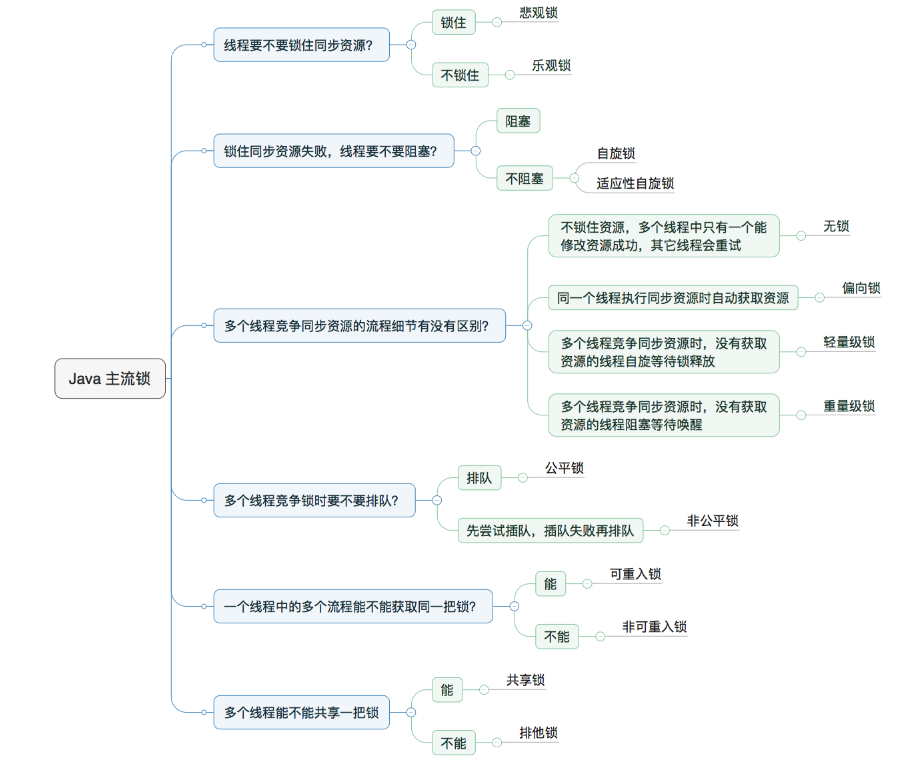 Java 主流锁
线程要不要锁住同步资源？
锁住
悲观锁
不锁住
乐观锁
锁住同步资源失败，线程要不要阻塞？
阻塞
不阻塞
自旋锁
适应性自旋锁
多个线程竞争同步资源的流程细节有没有区别？
不锁住资源，多个线程中只有一个能
修改资源成功，其它线程会重试
无锁
同一个线程执行同步资源时自动获取资源
偏向锁
多个线程竞争同步资源时，没有获取
资源的线程自旋等待锁释放
轻量级锁
多个线程竞争同步资源时，没有获取
资源的线程阻塞等待唤醒
重量级锁
多个线程竞争锁时要不要排队？
排队
公平锁
先尝试插队，插队失败再排队
非公平锁
一个线程中的多个流程能不能获取同一把锁？
能
可重入锁
不能
非可重入锁
多个线程能不能共享一把锁
能
共享锁
不能
排他锁